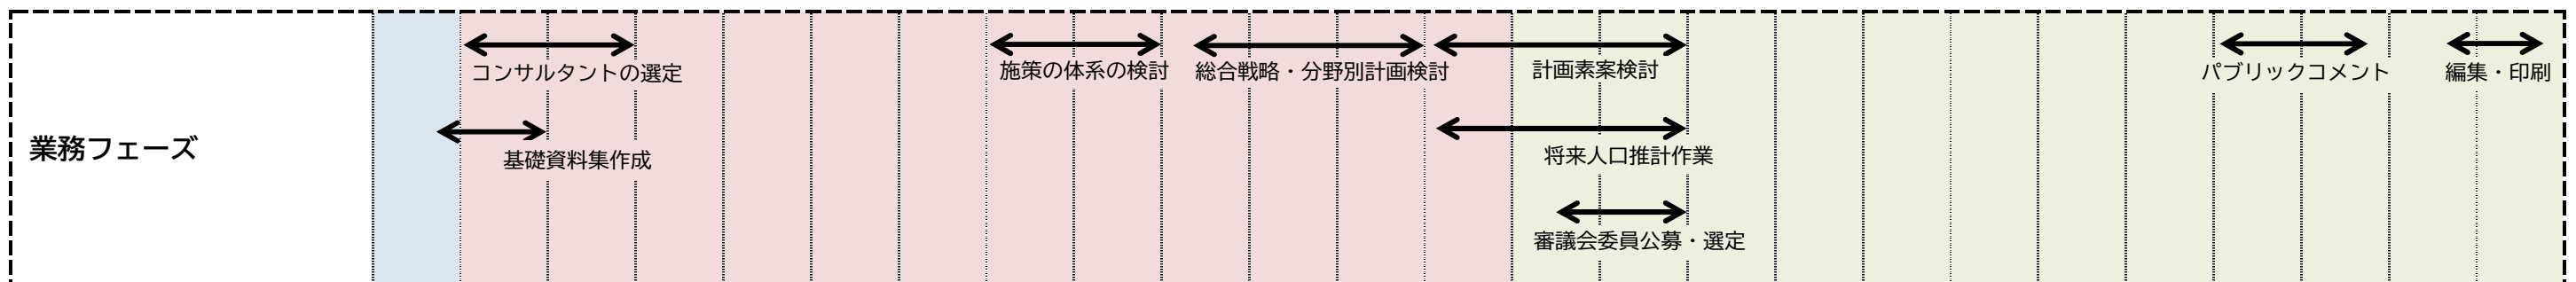 業務フェーズ
コンサルタントの選定
施策の体系の検討
総合戦略・分野別計画検討
計画素案検討
パブリックコメント
編集・印刷
基礎資料集作成
将来人口推計作業
審議会委員公募・選定